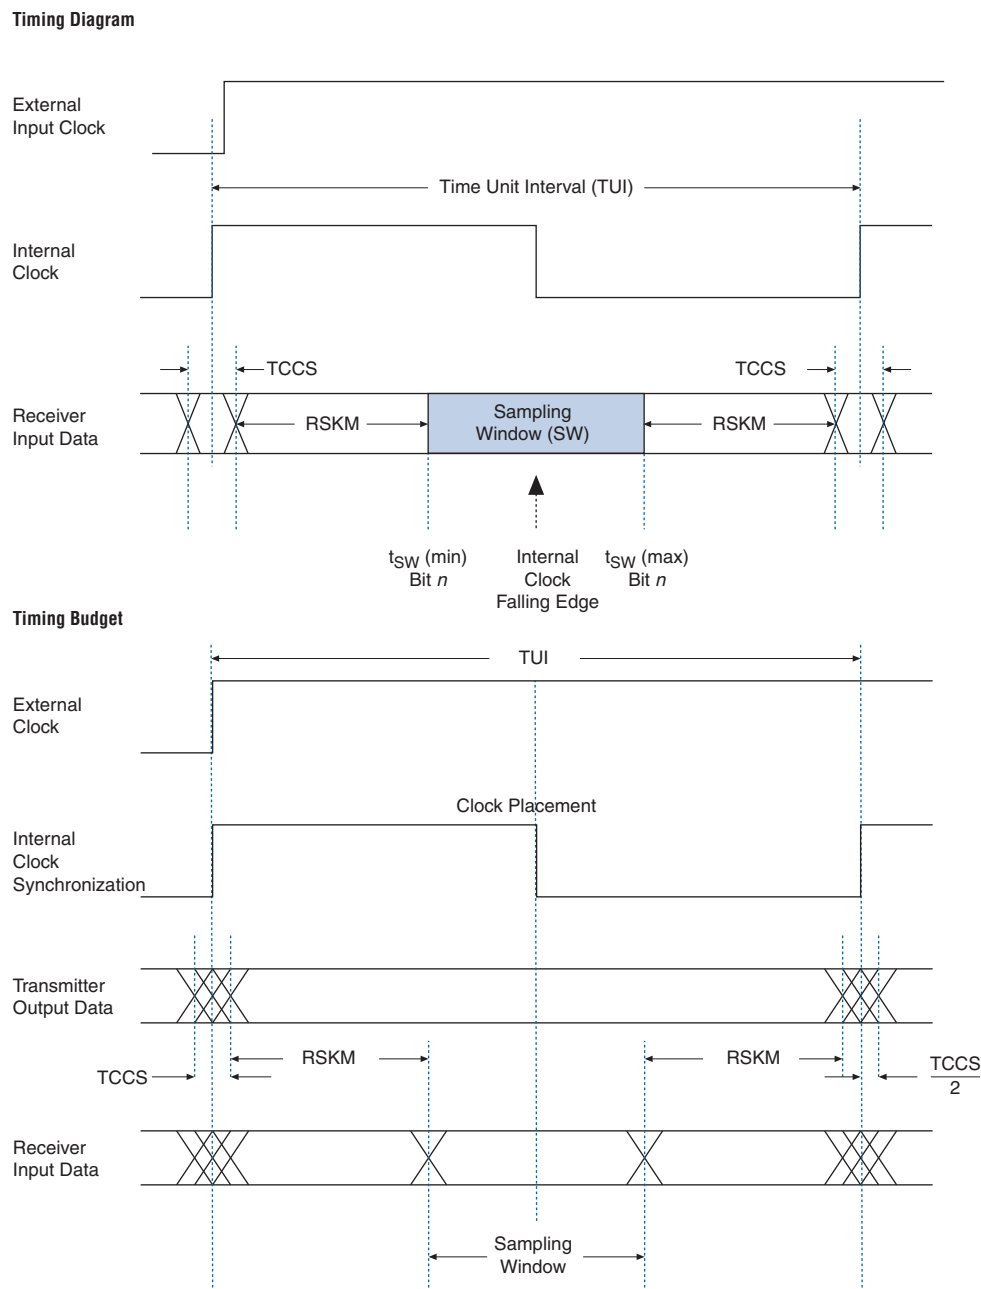 Timing Diagram
External
Input Clock
Time Unit Interval (TUI)
Internal
Clock
TCCS
TCCS
Receiver
Input Data
RSKM
Sampling
Window (SW)
RSKM
tSW (min)
Bit n
Internal
Clock
Falling Edge
tSW (max)
Bit n
Timing Budget
TUI
External
Clock
Clock Placement
Internal
Clock
Synchronization
Transmitter
Output Data
RSKM
RSKM
TCCS
TCCS
2
Receiver
Input Data
Sampling
Window